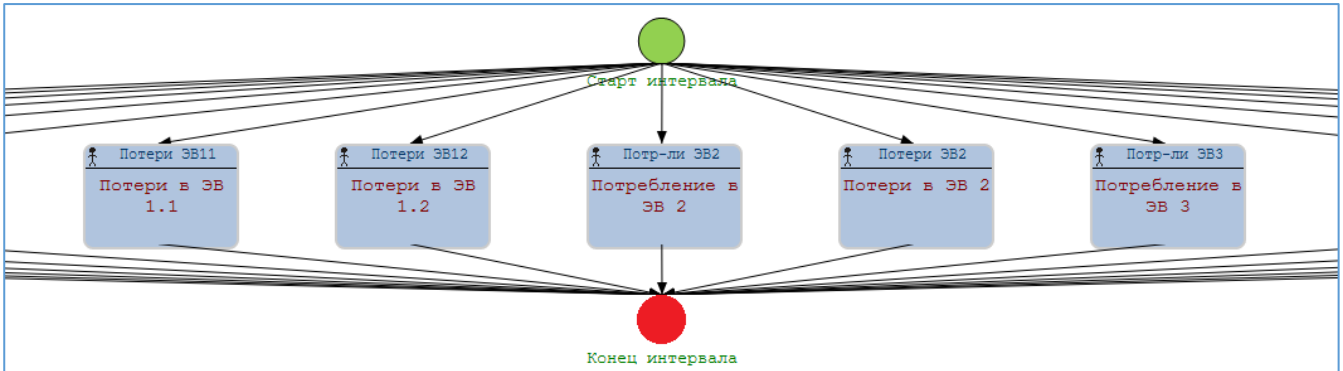 Старт интервала
Потери ЭВ11
Потери в ЭВ
1.1
Потери ЭВ12
Потери в ЭВ
1.2
Потр-ли ЭВ2
Потребление в
ЭВ 2
Потери ЭВ2
Потери в ЭВ 2
Потр-ли ЭВ3
Потребление в
ЭВ 3
Конец интервала